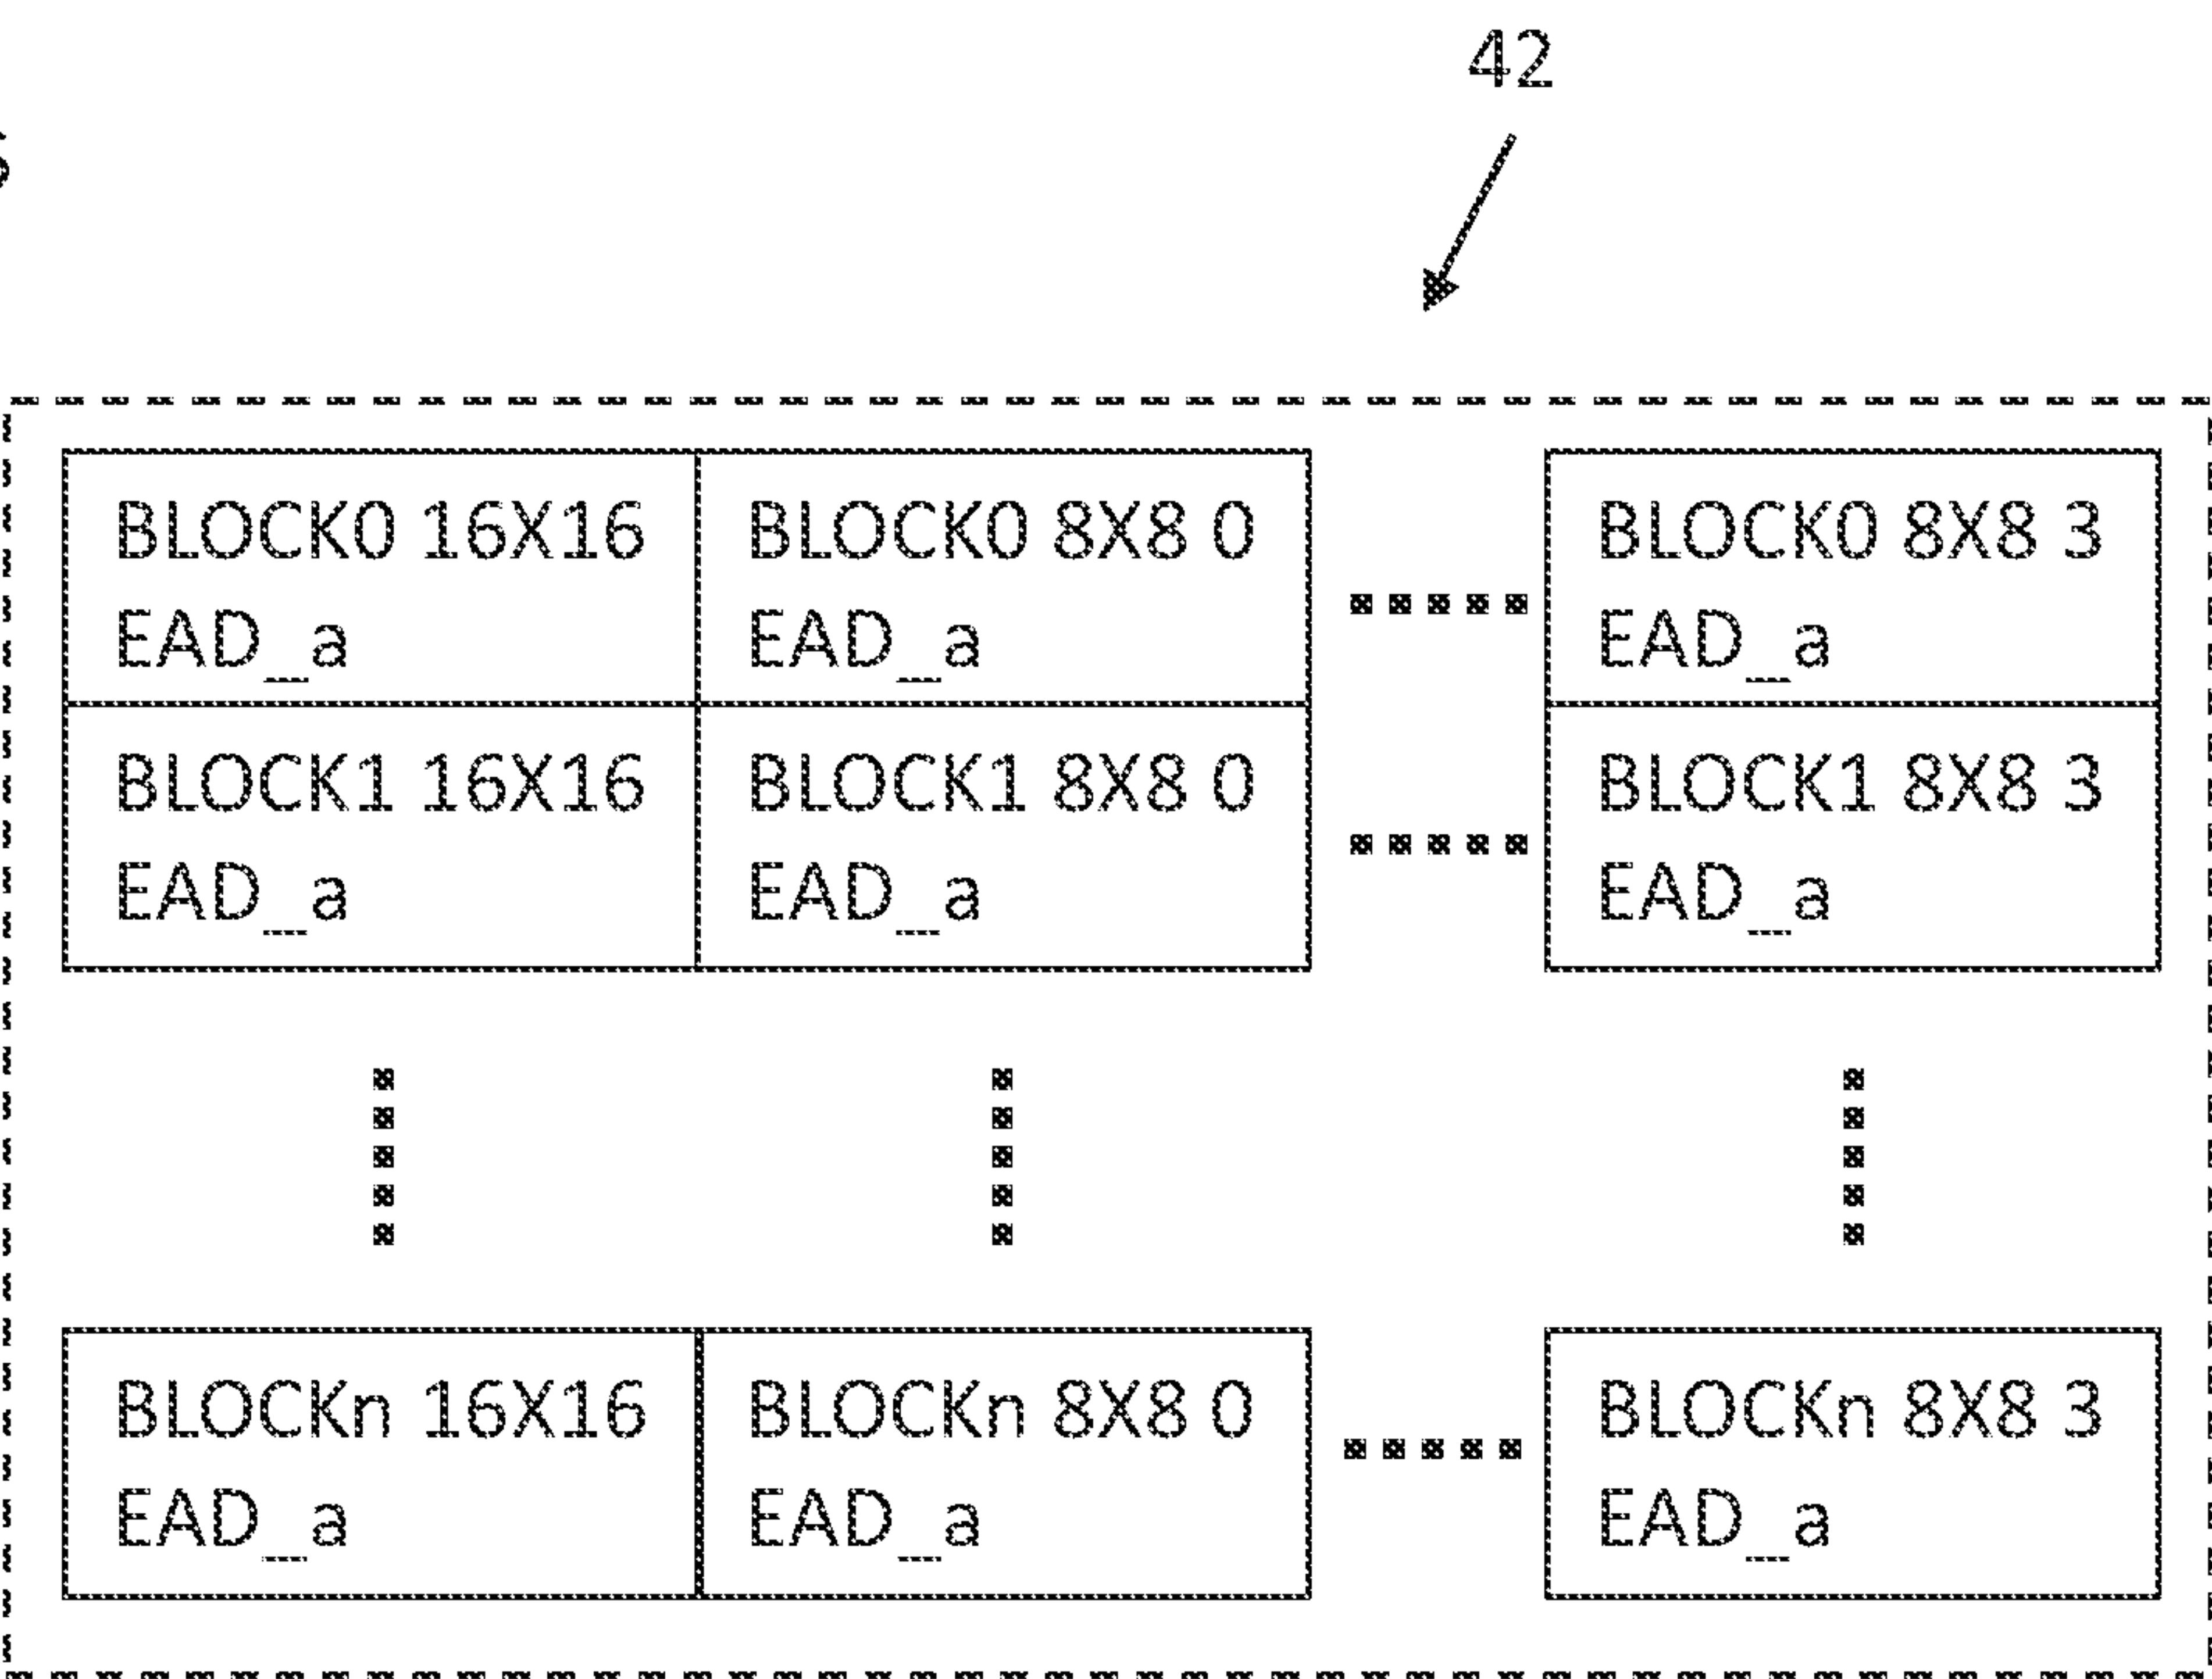 42
BLOCK0 16X16
EAD_a
BLOCK0 8X8 0
EAD_a
BLOCK0 8X8 3
EAD_a
BLOCK1 16X16
EAD_a
BLOCK1 8X8 0
EAD_a
BLOCK1 8X8 3
EAD_a
BLOCKn 16X16
EAD_a
BLOCKn 8X8 0
EAD_a
BLOCKn 8X8 3
EAD_a